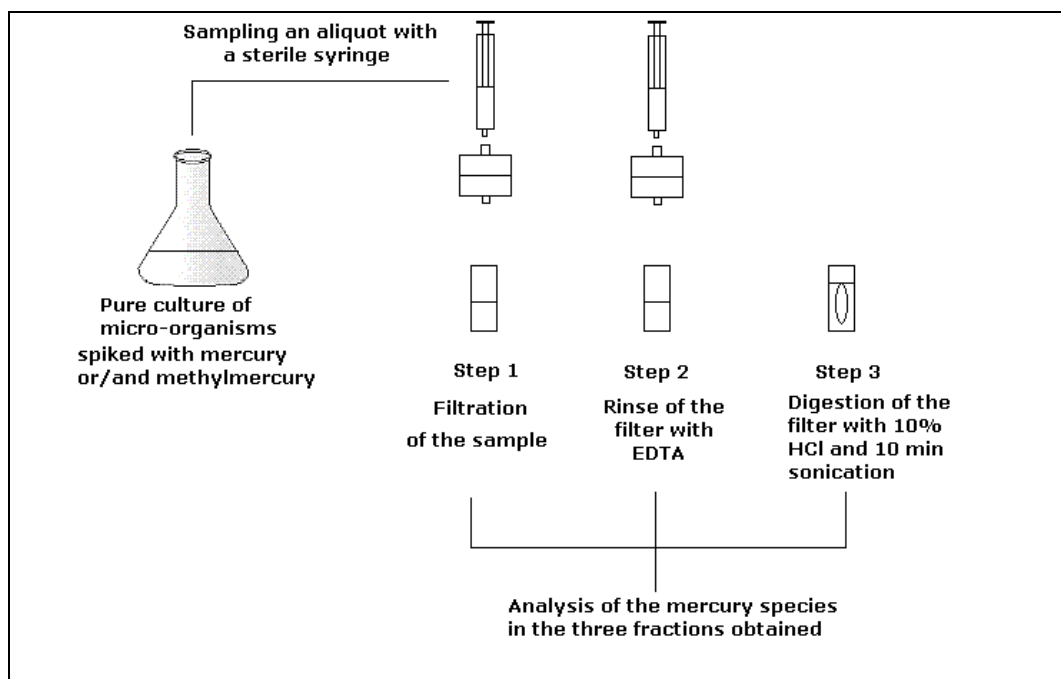 Sampling an aliquot with
a sterile syringe
Pure culture of
micro-organisms
spiked with mercury
or/and methylmercury
Step 1
Filtration
of the sample
Step 2
Rinse of the
filter with
EDTA
Step 3
Digestion of the
filter with 10%
HCl and 10 min
sonication
Analysis of the mercury species
in the three fractions obtained